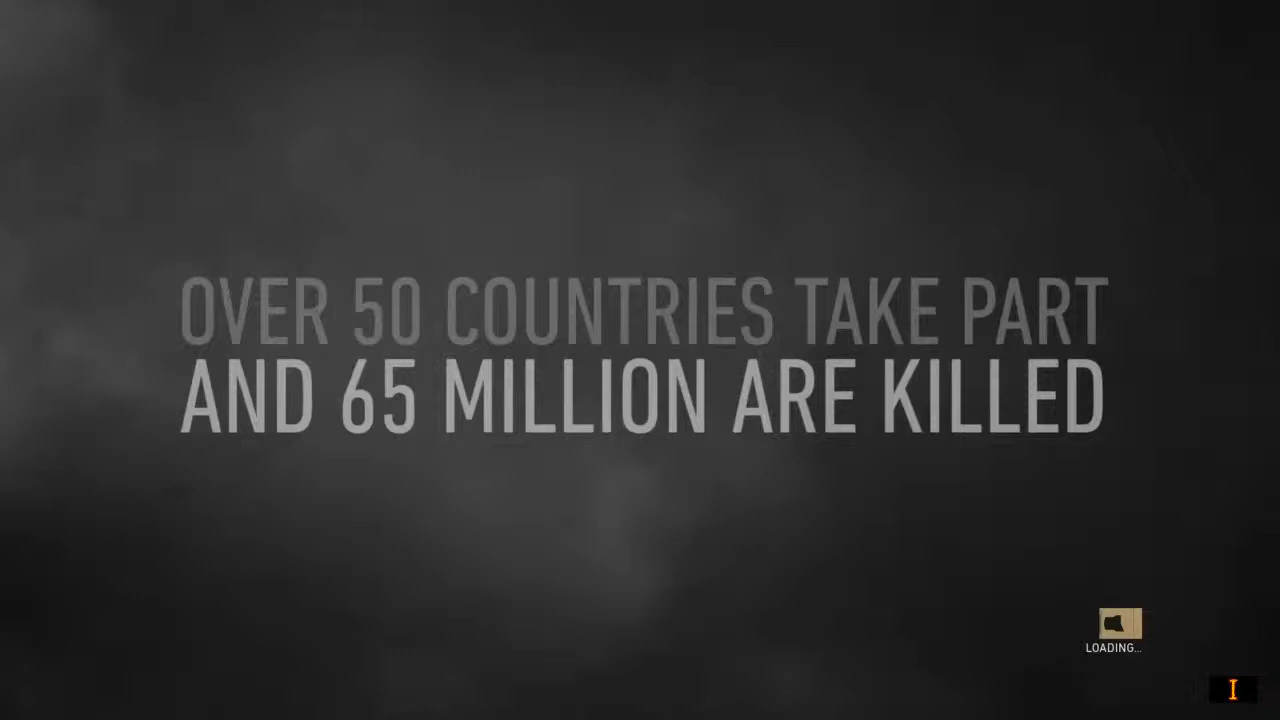 OVER 50 COUNTRIES TAKE PART
AND 65 MILLION ARE KILLED
LOADING...
I